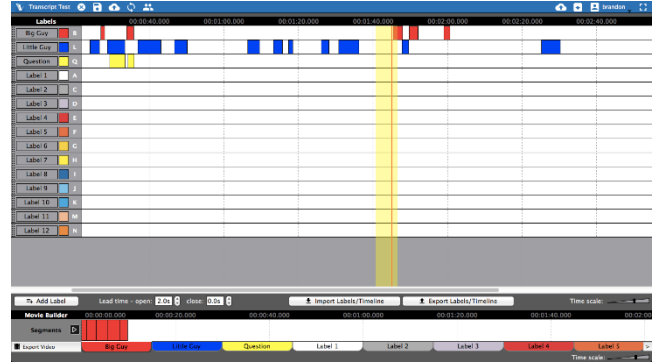 Transcript Test brandon
Labels 00:00:40,000 00:01:00,000 00:01:20,000 00:01:40,000 00:02:00,000 00:02:20,000 00:02:40,000
Big Guy B
Little Guy L
Question Q
Label 1 A
Label 2 C
Label 3 D
Label 4 E
Label 5 F
Label 6 G
Label 7 H
Label 8 I
Label 9 J
Label 10 K
Label 11 M
Label 12 N
Add Label Lead time - open: 2.0s close: 0.0s Import Labels/Timeline Export Labels/Timeline Time scale:
Movie Builder 00:00:00,000 00:00:20,000 00:00:40,000 00:01:00,000 00:01:20,000 00:01:40,000 00:02:00
Segments
Export Video Big Guy Little Guy Question Label 1 Label 2 Label 3 Label 4 Label 5 >
Time scale: